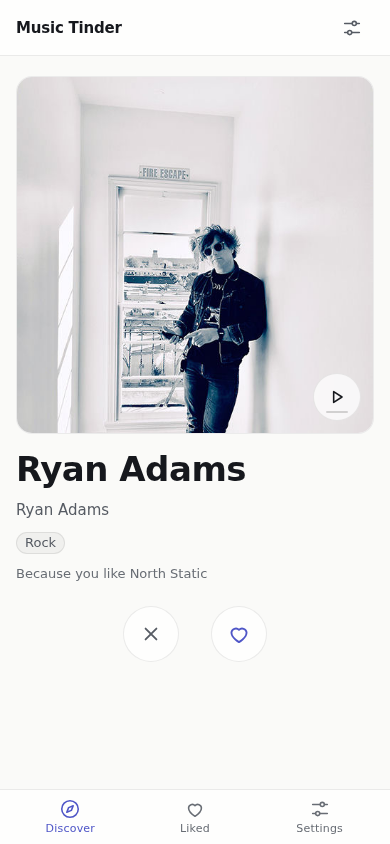 Music Tinder
FIRE ESCAPE
Ryan Adams
Ryan Adams
Rock
Because you like North Static
Discover
Liked
Settings